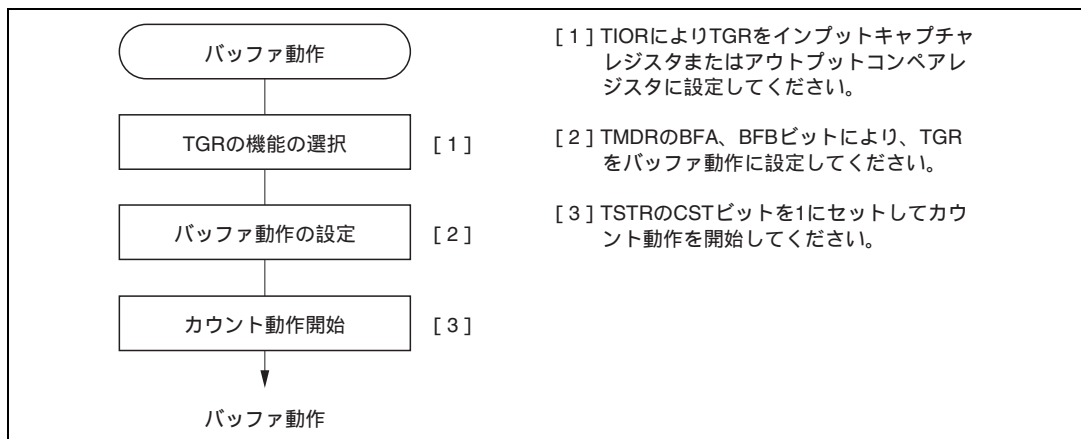 バッファ動作
TGRの機能の選択 [1]
バッファ動作の設定 [2]
カウント動作開始 [3]
バッファ動作
[1] TIORによりTGRをインプットキャプチャ
レジスタまたはアウトプットコンペアレ
ジスタに設定してください。
[2] TMDRのBFA、BFBビットにより、TGR
をバッファ動作に設定してください。
[3] TSTRのCSTビットを1にセットしてカウ
ント動作を開始してください。